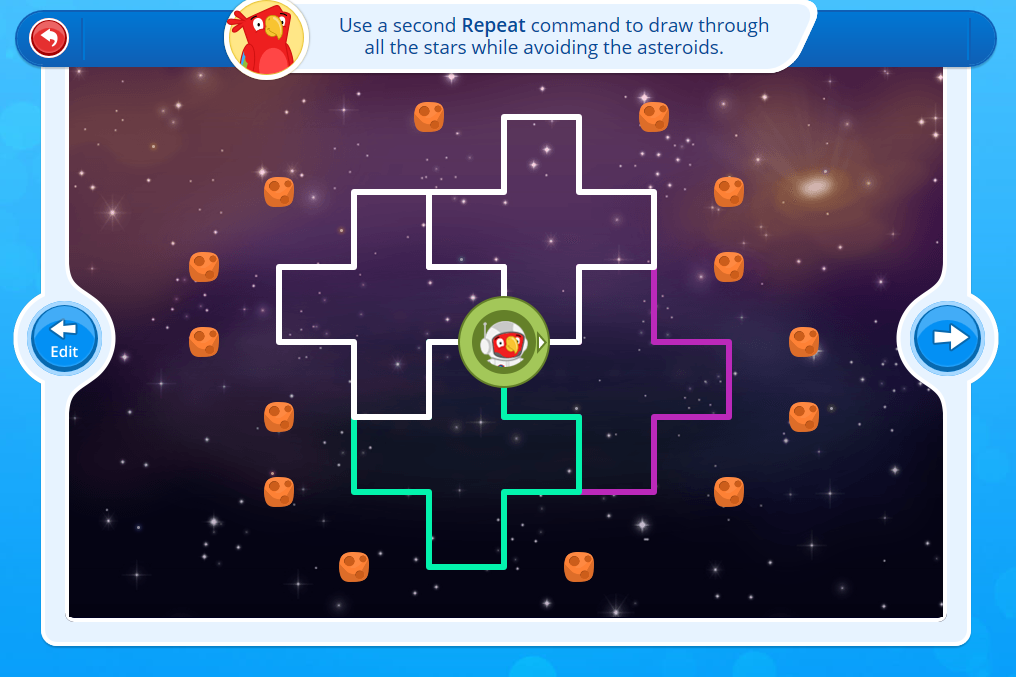 Use a second Repeat command to draw through
all the stars while avoiding the asteroids.
Edit